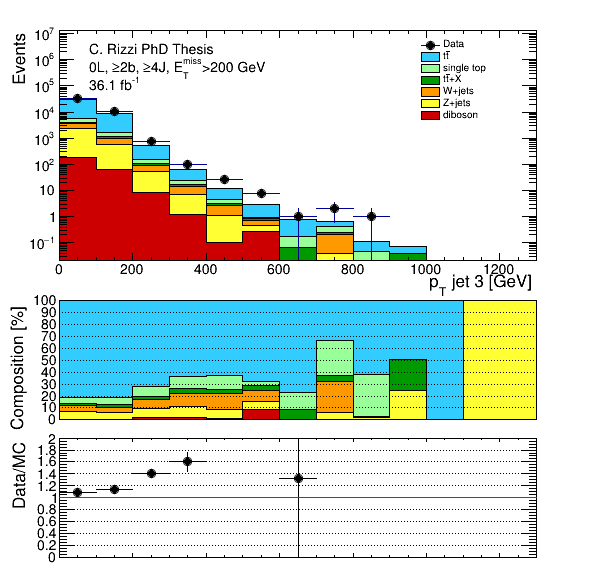 Events
10⁷
10⁶
10⁵
10⁴
10³
10²
10
1
10⁻¹
C. Rizzi PhD Thesis
0L, ≥2b, ≥4J, E_T^miss>200 GeV
36.1 fb⁻¹
Data
tt̄
single top
tt̄+X
W+jets
Z+jets
diboson
0 200 400 600 800 1000 1200
p_T jet 3 [GeV]
Composition [%]
100
90
80
70
60
50
40
30
20
10
0
Data/MC
2
1.8
1.6
1.4
1.2
1
0.8
0.6
0.4
0.2
0